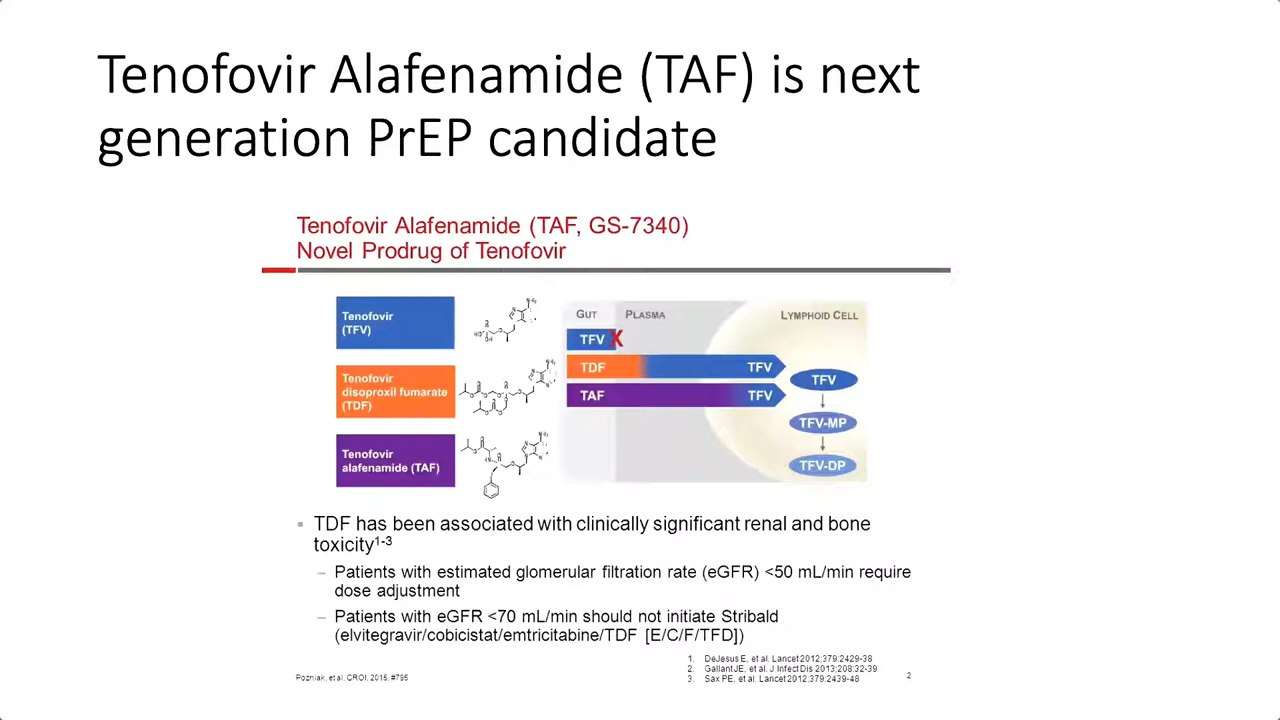 Tenofovir Alafenamide (TAF) is next
generation PrEP candidate
Tenofovir Alafenamide (TAF, GS-7340)
Novel Prodrug of Tenofovir
Tenofovir
(TFV)
Tenofovir
disoproxil fumarate
(TDF)
Tenofovir
alafenamide (TAF)
GUT PLASMA LYMPHOID CELL
TFV X
TDF TFV
TAF TFV
TFV
TFV-MP
TFV-DP
▪ TDF has been associated with clinically significant renal and bone
toxicity1-3
– Patients with estimated glomerular filtration rate (eGFR) <50 mL/min require
dose adjustment
– Patients with eGFR <70 mL/min should not initiate Stribald
(elvitegravir/cobicistat/emtricitabine/TDF [E/C/F/TFD])
1. DeJesus E, et al. Lancet 2012;379:2429-38
2. Gallant JE, et al. J Infect Dis 2013;208:32-39
3. Sax PE, et al. Lancet 2012;379:2439-48
Pozniak, et al. CROI, 2015, #795
2